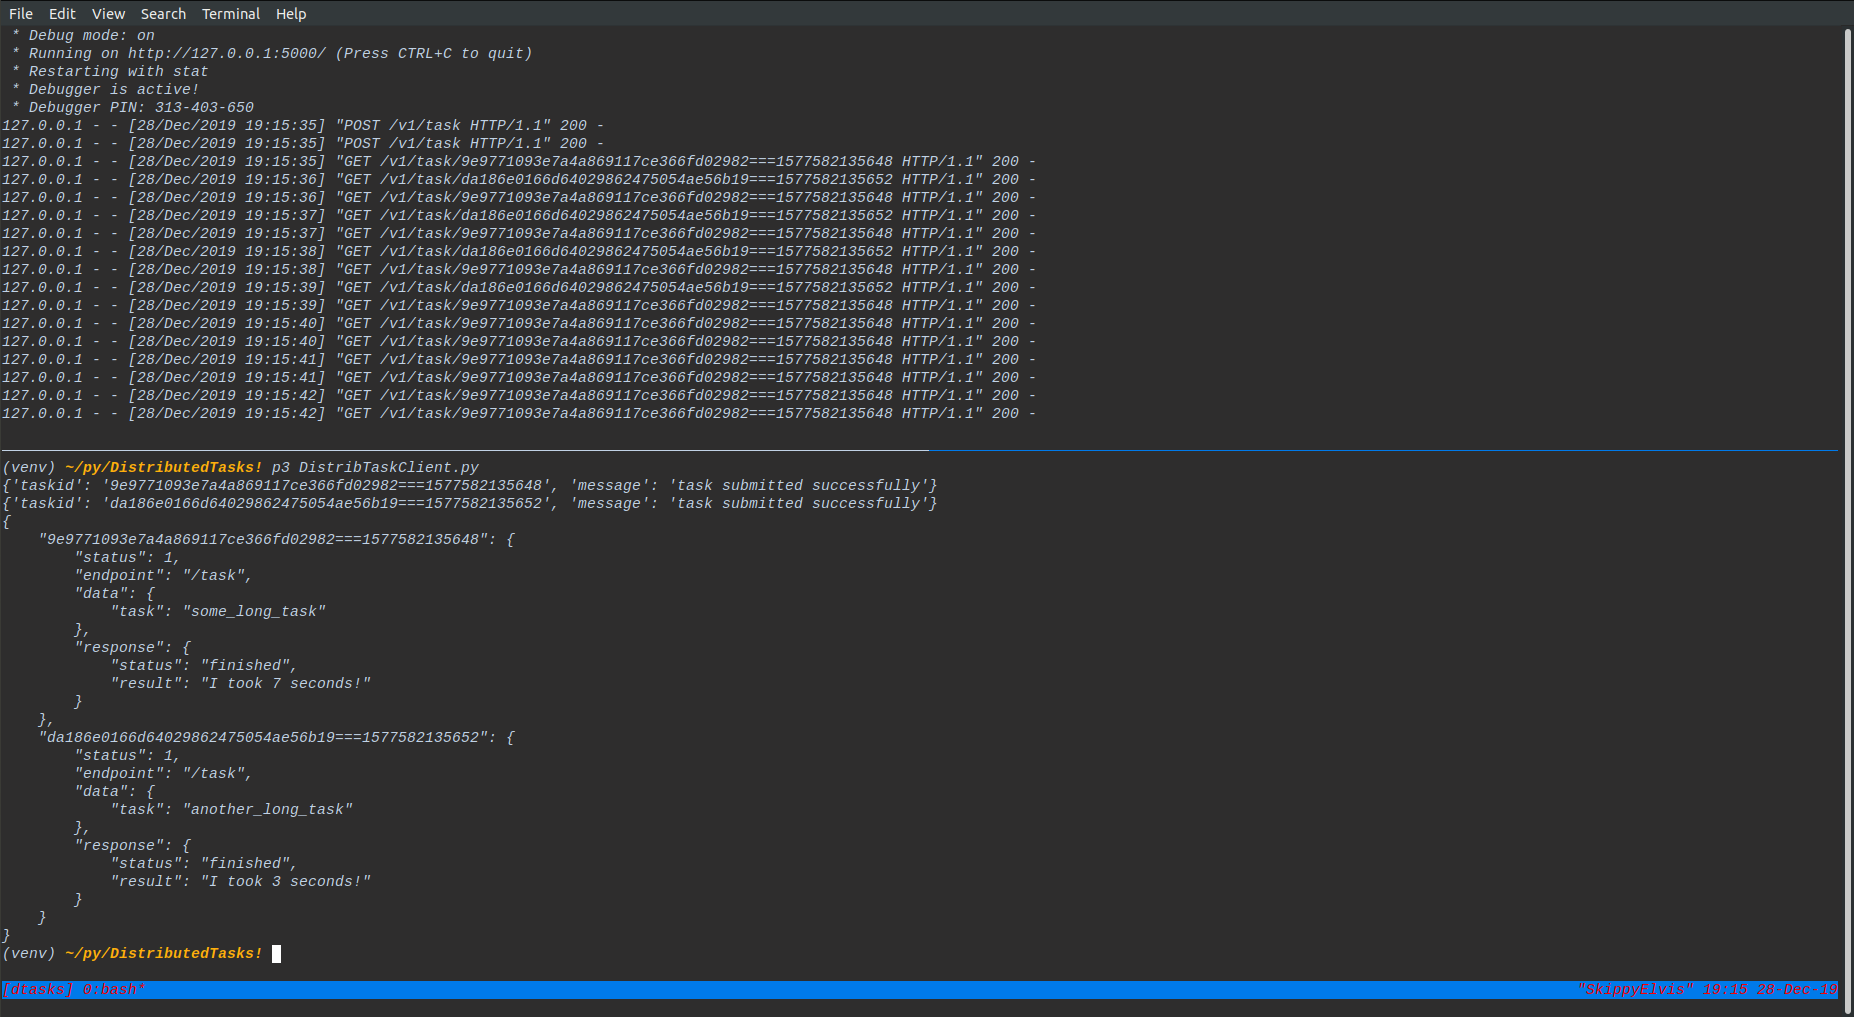 File Edit View Search Terminal Help
 * Debug mode: on
 * Running on http://127.0.0.1:5000/ (Press CTRL+C to quit)
 * Restarting with stat
 * Debugger is active!
 * Debugger PIN: 313-403-650
127.0.0.1 - - [28/Dec/2019 19:15:35] "POST /v1/task HTTP/1.1" 200 -
127.0.0.1 - - [28/Dec/2019 19:15:35] "POST /v1/task HTTP/1.1" 200 -
127.0.0.1 - - [28/Dec/2019 19:15:35] "GET /v1/task/9e9771093e7a4a869117ce366fd02982===1577582135648 HTTP/1.1" 200 -
127.0.0.1 - - [28/Dec/2019 19:15:36] "GET /v1/task/da186e0166d64029862475054ae56b19===1577582135652 HTTP/1.1" 200 -
127.0.0.1 - - [28/Dec/2019 19:15:36] "GET /v1/task/9e9771093e7a4a869117ce366fd02982===1577582135648 HTTP/1.1" 200 -
127.0.0.1 - - [28/Dec/2019 19:15:37] "GET /v1/task/da186e0166d64029862475054ae56b19===1577582135652 HTTP/1.1" 200 -
127.0.0.1 - - [28/Dec/2019 19:15:37] "GET /v1/task/9e9771093e7a4a869117ce366fd02982===1577582135648 HTTP/1.1" 200 -
127.0.0.1 - - [28/Dec/2019 19:15:38] "GET /v1/task/da186e0166d64029862475054ae56b19===1577582135652 HTTP/1.1" 200 -
127.0.0.1 - - [28/Dec/2019 19:15:38] "GET /v1/task/9e9771093e7a4a869117ce366fd02982===1577582135648 HTTP/1.1" 200 -
127.0.0.1 - - [28/Dec/2019 19:15:39] "GET /v1/task/da186e0166d64029862475054ae56b19===1577582135652 HTTP/1.1" 200 -
127.0.0.1 - - [28/Dec/2019 19:15:39] "GET /v1/task/9e9771093e7a4a869117ce366fd02982===1577582135648 HTTP/1.1" 200 -
127.0.0.1 - - [28/Dec/2019 19:15:40] "GET /v1/task/9e9771093e7a4a869117ce366fd02982===1577582135648 HTTP/1.1" 200 -
127.0.0.1 - - [28/Dec/2019 19:15:40] "GET /v1/task/9e9771093e7a4a869117ce366fd02982===1577582135648 HTTP/1.1" 200 -
127.0.0.1 - - [28/Dec/2019 19:15:41] "GET /v1/task/9e9771093e7a4a869117ce366fd02982===1577582135648 HTTP/1.1" 200 -
127.0.0.1 - - [28/Dec/2019 19:15:41] "GET /v1/task/9e9771093e7a4a869117ce366fd02982===1577582135648 HTTP/1.1" 200 -
127.0.0.1 - - [28/Dec/2019 19:15:42] "GET /v1/task/9e9771093e7a4a869117ce366fd02982===1577582135648 HTTP/1.1" 200 -
127.0.0.1 - - [28/Dec/2019 19:15:42] "GET /v1/task/9e9771093e7a4a869117ce366fd02982===1577582135648 HTTP/1.1" 200 -
(venv) ~/py/DistributedTasks! p3 DistribTaskClient.py
{'taskid': '9e9771093e7a4a869117ce366fd02982===1577582135648', 'message': 'task submitted successfully'}
{'taskid': 'da186e0166d64029862475054ae56b19===1577582135652', 'message': 'task submitted successfully'}
{
    "9e9771093e7a4a869117ce366fd02982===1577582135648": {
        "status": 1,
        "endpoint": "/task",
        "data": {
            "task": "some_long_task"
        },
        "response": {
            "status": "finished",
            "result": "I took 7 seconds!"
        }
    },
    "da186e0166d64029862475054ae56b19===1577582135652": {
        "status": 1,
        "endpoint": "/task",
        "data": {
            "task": "another_long_task"
        },
        "response": {
            "status": "finished",
            "result": "I took 3 seconds!"
        }
    }
}
(venv) ~/py/DistributedTasks!
[dtasks] 0:bash* "SkippyElvis" 19:15 28-Dec-19